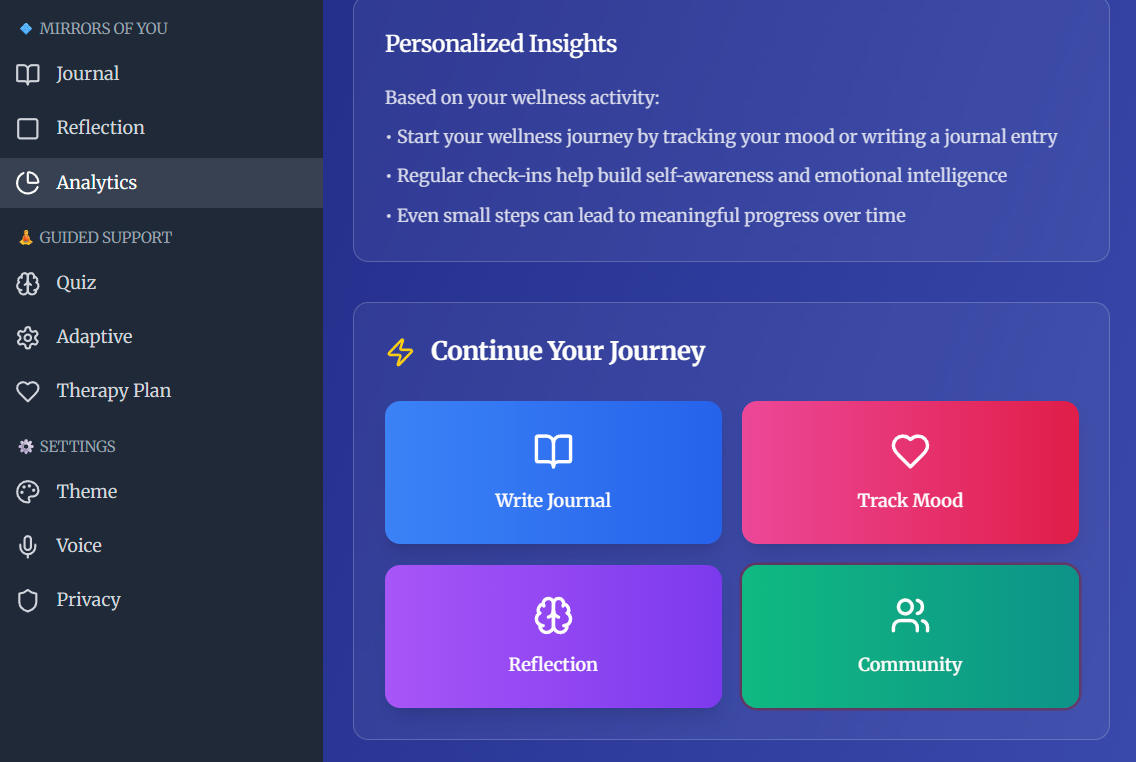 MIRRORS OF YOU
Journal
Reflection
Analytics
GUIDED SUPPORT
Quiz
Adaptive
Therapy Plan
SETTINGS
Theme
Voice
Privacy
Personalized Insights
Based on your wellness activity:
• Start your wellness journey by tracking your mood or writing a journal entry
• Regular check-ins help build self-awareness and emotional intelligence
• Even small steps can lead to meaningful progress over time
Continue Your Journey
Write Journal
Track Mood
Reflection
Community